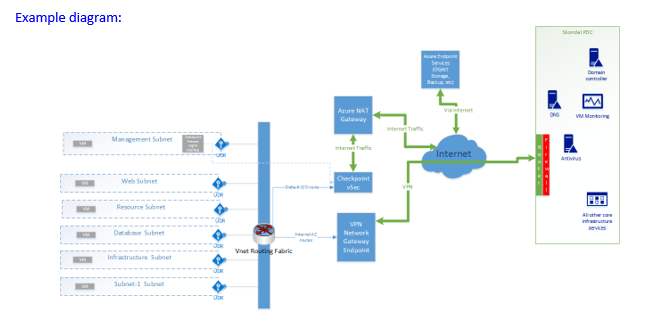 Example diagram:
Skandal PDC
Azure Endpoint
Services
(Object
Storage,
Backup, etc)
Domain
controller
Azure NAT
Gateway
Via Internet
DNS
VM Monitoring
Internet Traffic
Management Subnet
VM
UDR
Internet Traffic
Internet
Router
Firewall
Antivirus
Web Subnet
VM
UDR
Default 0/0 route
Checkpoint
vSec
VPN
Resource Subnet
VM
UDR
All other core
infrastructure
services
Database Subnet
VM
UDR
routes
VPN
Network
Gateway
Endpoint
Vnet Routing Fabric
Infrastructure Subnet
VM
UDR
Subnet-1 Subnet
VM
UDR